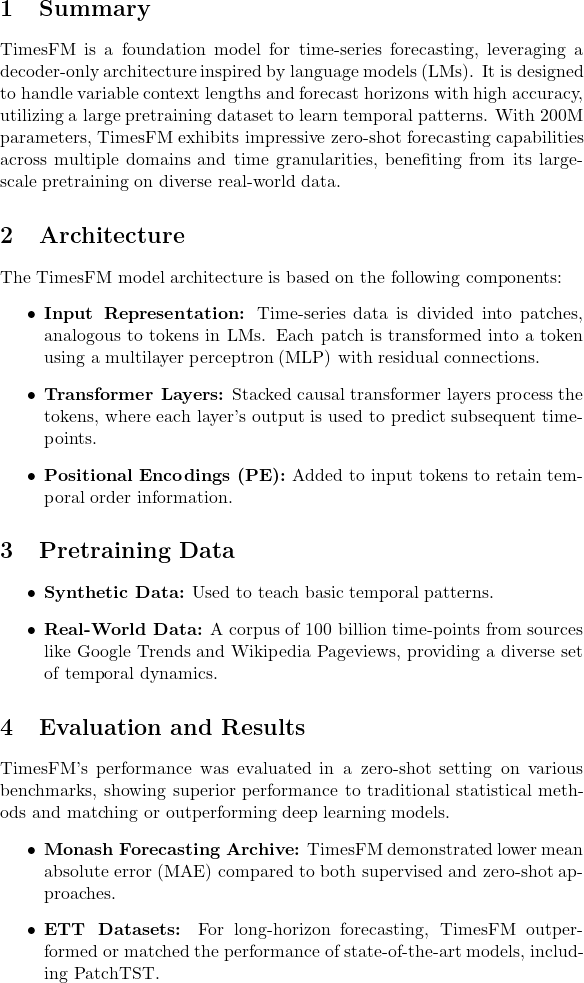 1 Summary
TimesFM is a foundation model for time-series forecasting, leveraging a
decoder-only architecture inspired by language models (LMs). It is designed
to handle variable context lengths and forecast horizons with high accuracy,
utilizing a large pretraining dataset to learn temporal patterns. With 200M
parameters, TimesFM exhibits impressive zero-shot forecasting capabilities
across multiple domains and time granularities, benefiting from its large-
scale pretraining on diverse real-world data.
2 Architecture
The TimesFM model architecture is based on the following components:
• Input Representation: Time-series data is divided into patches,
analogous to tokens in LMs. Each patch is transformed into a token
using a multilayer perceptron (MLP) with residual connections.
• Transformer Layers: Stacked causal transformer layers process the
tokens, where each layer's output is used to predict subsequent time-
points.
• Positional Encodings (PE): Added to input tokens to retain tem-
poral order information.
3 Pretraining Data
• Synthetic Data: Used to teach basic temporal patterns.
• Real-World Data: A corpus of 100 billion time-points from sources
like Google Trends and Wikipedia Pageviews, providing a diverse set
of temporal dynamics.
4 Evaluation and Results
TimesFM's performance was evaluated in a zero-shot setting on various
benchmarks, showing superior performance to traditional statistical meth-
ods and matching or outperforming deep learning models.
• Monash Forecasting Archive: TimesFM demonstrated lower mean
absolute error (MAE) compared to both supervised and zero-shot ap-
proaches.
• ETT Datasets: For long-horizon forecasting, TimesFM outper-
formed or matched the performance of state-of-the-art models, includ-
ing PatchTST.